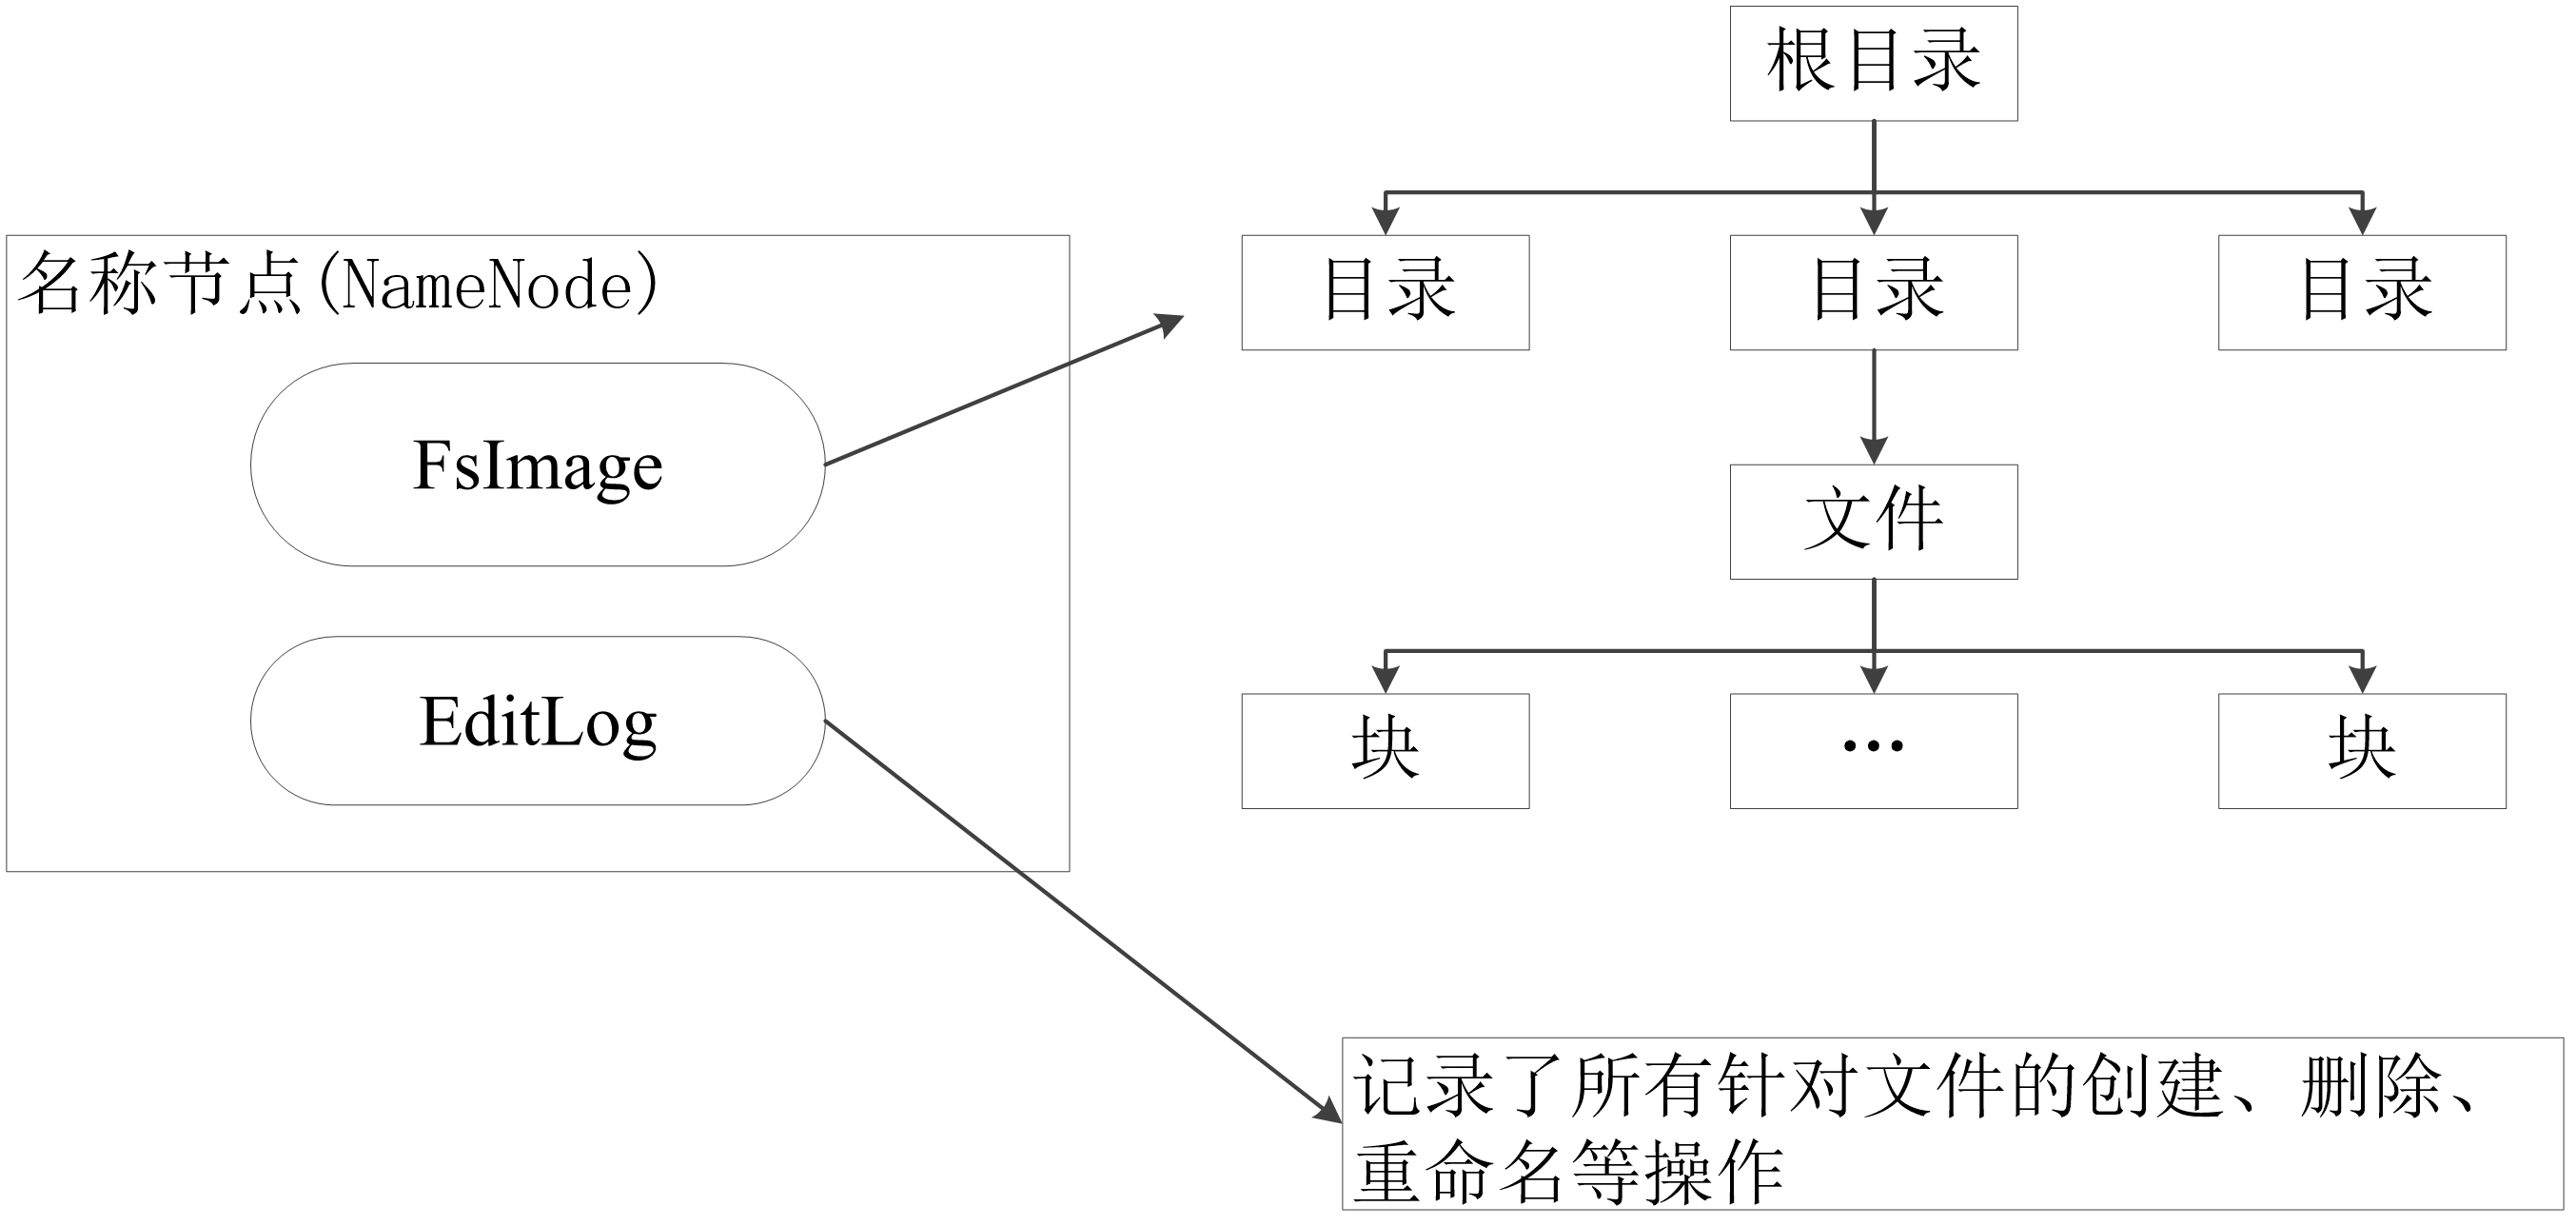 根目录
目录
目录
目录
名称节点(NameNode)
FsImage
文件
EditLog
块
...
块
记录了所有针对文件的创建、删除、
重命名等操作